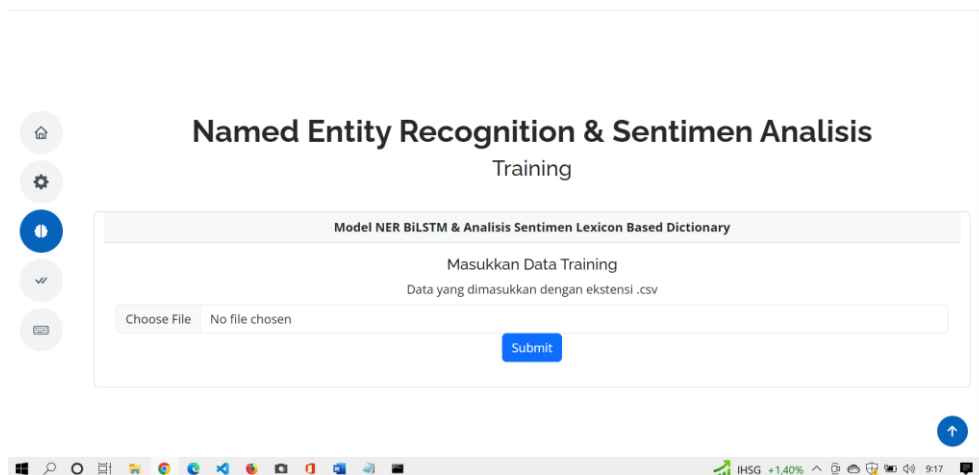 Named Entity Recognition & Sentimen Analisis
Training
Model NER BiLSTM & Analisis Sentimen Lexicon Based Dictionary
Masukkan Data Training
Data yang dimasukkan dengan ekstensi .csv
Choose File No file chosen
Submit
IHSG +1,40% 9:17